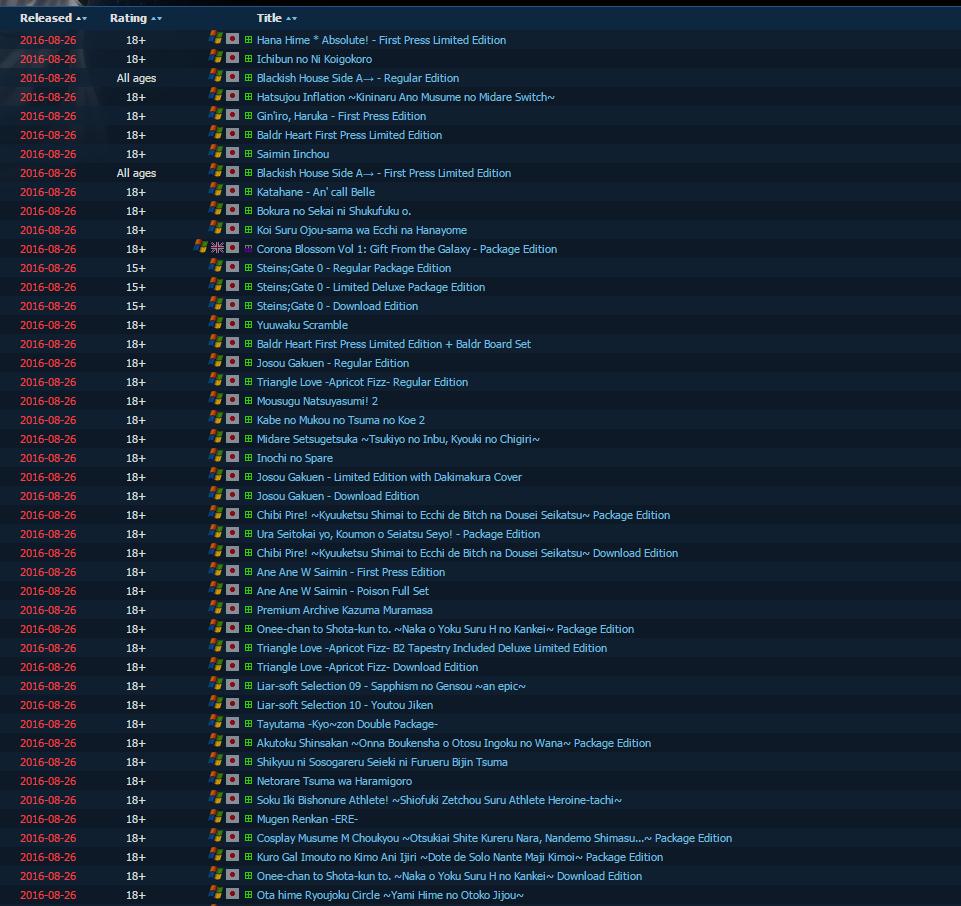 Released Rating Title
2016-08-26 18+ Hana Hime * Absolute! - First Press Limited Edition
2016-08-26 18+ Ichibun no Ni Koigokoro
2016-08-26 All ages Blackish House Side A→ - Regular Edition
2016-08-26 18+ Hatsujou Inflation ~Kininaru Ano Musume no Midare Switch~
2016-08-26 18+ Gin'iro, Haruka - First Press Edition
2016-08-26 18+ Baldr Heart First Press Limited Edition
2016-08-26 18+ Saimin Iinchou
2016-08-26 All ages Blackish House Side A→ - First Press Limited Edition
2016-08-26 18+ Katahane - An' call Belle
2016-08-26 18+ Bokura no Sekai ni Shukufuku o.
2016-08-26 18+ Koi Suru Ojou-sama wa Ecchi na Hanayome
2016-08-26 18+ Corona Blossom Vol 1: Gift From the Galaxy - Package Edition
2016-08-26 15+ Steins;Gate 0 - Regular Package Edition
2016-08-26 15+ Steins;Gate 0 - Limited Deluxe Package Edition
2016-08-26 15+ Steins;Gate 0 - Download Edition
2016-08-26 18+ Yuuwaku Scramble
2016-08-26 18+ Baldr Heart First Press Limited Edition + Baldr Board Set
2016-08-26 18+ Josou Gakuen - Regular Edition
2016-08-26 18+ Triangle Love -Apricot Fizz- Regular Edition
2016-08-26 18+ Mousugu Natsuyasumi! 2
2016-08-26 18+ Kabe no Mukou no Tsuma no Koe 2
2016-08-26 18+ Midare Setsugetsuka ~Tsukiyo no Inbu, Kyouki no Chigiri~
2016-08-26 18+ Inochi no Spare
2016-08-26 18+ Josou Gakuen - Limited Edition with Dakimakura Cover
2016-08-26 18+ Josou Gakuen - Download Edition
2016-08-26 18+ Chibi Pire! ~Kyuuketsu Shimai to Ecchi de Bitch na Dousei Seikatsu~ Package Edition
2016-08-26 18+ Ura Seitokai yo, Koumon o Seiatsu Seyo! - Package Edition
2016-08-26 18+ Chibi Pire! ~Kyuuketsu Shimai to Ecchi de Bitch na Dousei Seikatsu~ Download Edition
2016-08-26 18+ Ane Ane W Saimin - First Press Edition
2016-08-26 18+ Ane Ane W Saimin - Poison Full Set
2016-08-26 18+ Premium Archive Kazuma Muramasa
2016-08-26 18+ Onee-chan to Shota-kun to. ~Naka o Yoku Suru H no Kankei~ Package Edition
2016-08-26 18+ Triangle Love -Apricot Fizz- B2 Tapestry Included Deluxe Limited Edition
2016-08-26 18+ Triangle Love -Apricot Fizz- Download Edition
2016-08-26 18+ Liar-soft Selection 09 - Sapphism no Gensou ~an epic~
2016-08-26 18+ Liar-soft Selection 10 - Youtou Jiken
2016-08-26 18+ Tayutama -Kyo~zon Double Package-
2016-08-26 18+ Akutoku Shinsakan ~Onna Boukensha o Otosu Ingoku no Wana~ Package Edition
2016-08-26 18+ Shikyuu ni Sosogareru Seieki ni Furueru Bijin Tsuma
2016-08-26 18+ Netorare Tsuma wa Haramigoro
2016-08-26 18+ Soku Iki Bishonure Athlete! ~Shiofuki Zetchou Suru Athlete Heroine-tachi~
2016-08-26 18+ Mugen Renkan -ERE-
2016-08-26 18+ Cosplay Musume M Choukyou ~Otsukiai Shite Kureru Nara, Nandemo Shimasu...~ Package Edition
2016-08-26 18+ Kuro Gal Imouto no Kimo Ani Ijiri ~Dote de Solo Nante Maji Kimoi~ Package Edition
2016-08-26 18+ Onee-chan to Shota-kun to. ~Naka o Yoku Suru H no Kankei~ Download Edition
2016-08-26 18+ Ota hime Ryoujoku Circle ~Yami Hime no Otoko Jijou~